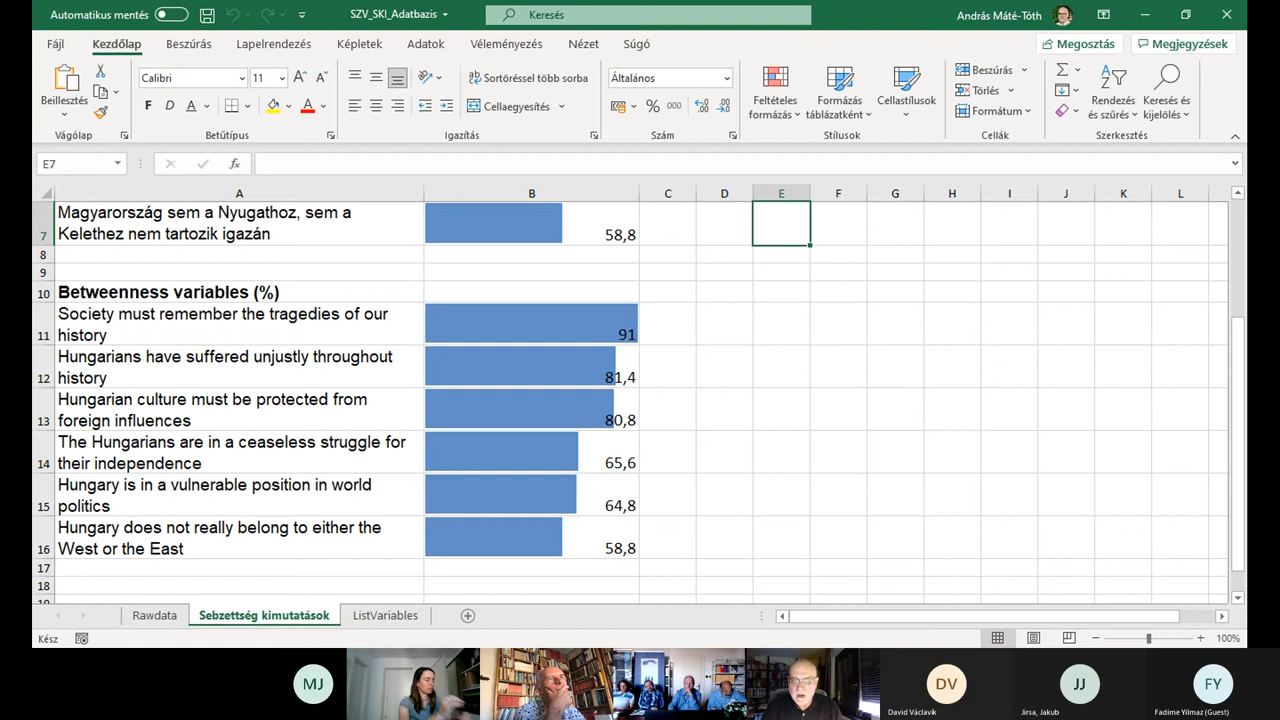 Automatikus mentés
SZV_SKI_Adatbazis
Keresés
András Máté-Tóth
Fájl Kezdőlap Beszúrás Lapelrendezés Képletek Adatok Véleményezés Nézet Súgó
Megosztás Megjegyzések
Beillesztés
Calibri 11
F D A
Sortöréssel több sorba
Cellaegyesítés
Általános
% 000
Feltételes formázás
Formázás táblázatként
Cellastílusok
Beszúrás
Törlés
Formátum
Rendezés és szűrés
Keresés és kijelölés
Vágólap Betűtípus Igazítás Szám Stílusok Cellák Szerkesztés
E7 fx
A B C D E F G H I J K L
Magyarország sem a Nyugathoz, sem a
7 Kelethez nem tartozik igazán 58,8
8
9
10 Betweenness variables (%)
Society must remember the tragedies of our
11 history 91
Hungarians have suffered unjustly throughout
12 history 81,4
Hungarian culture must be protected from
13 foreign influences 80,8
The Hungarians are in a ceaseless struggle for
14 their independence 65,6
Hungary is in a vulnerable position in world
15 politics 64,8
Hungary does not really belong to either the
16 West or the East 58,8
17
18
Rawdata Sebzettség kimutatások ListVariables
Kész 100%
MJ DV JJ FY
David Václavik Jirsa, Jakub Fadime Yilmaz (Guest)